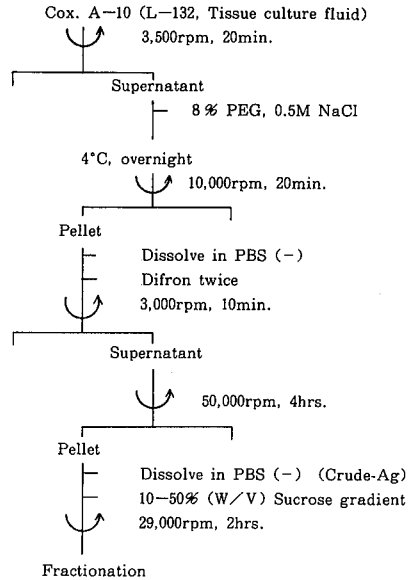 Cox. A-10 (L-132, Tissue culture fluid)
3,500rpm, 20min.
Supernatant
8% PEG, 0.5M NaCl
4°C, overnight
10,000rpm, 20min.
Pellet
Dissolve in PBS (-)
Difron twice
3,000rpm, 10min.
Supernatant
50,000rpm, 4hrs.
Pellet
Dissolve in PBS (-) (Crude-Ag)
10-50% (W/V) Sucrose gradient
29,000rpm, 2hrs.
Fractionation